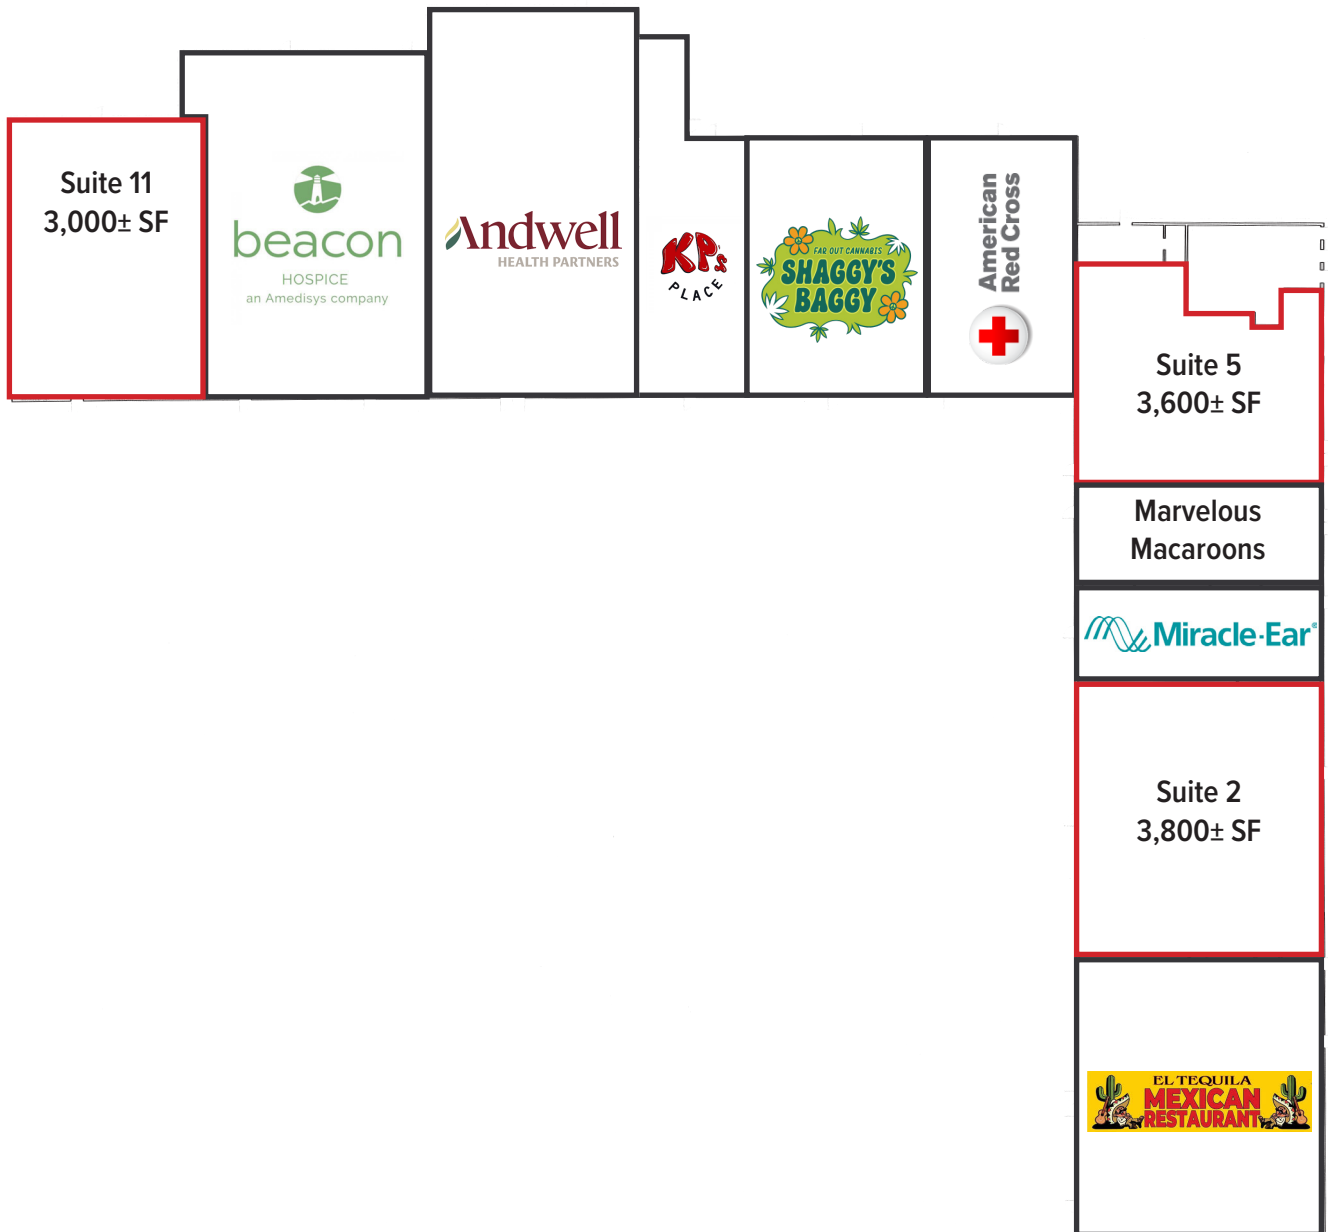 Suite 11
3,000± SF
beacon
HOSPICE
an Amedisys company
Andwell
HEALTH PARTNERS
KP's
PLACE
FAR OUT CANNABIS
SHAGGY'S
BAGGY
American
Red Cross
Suite 5
3,600± SF
Marvelous
Macaroons
Miracle-Ear®
Suite 2
3,800± SF
EL TEQUILA
MEXICAN
RESTAURANT